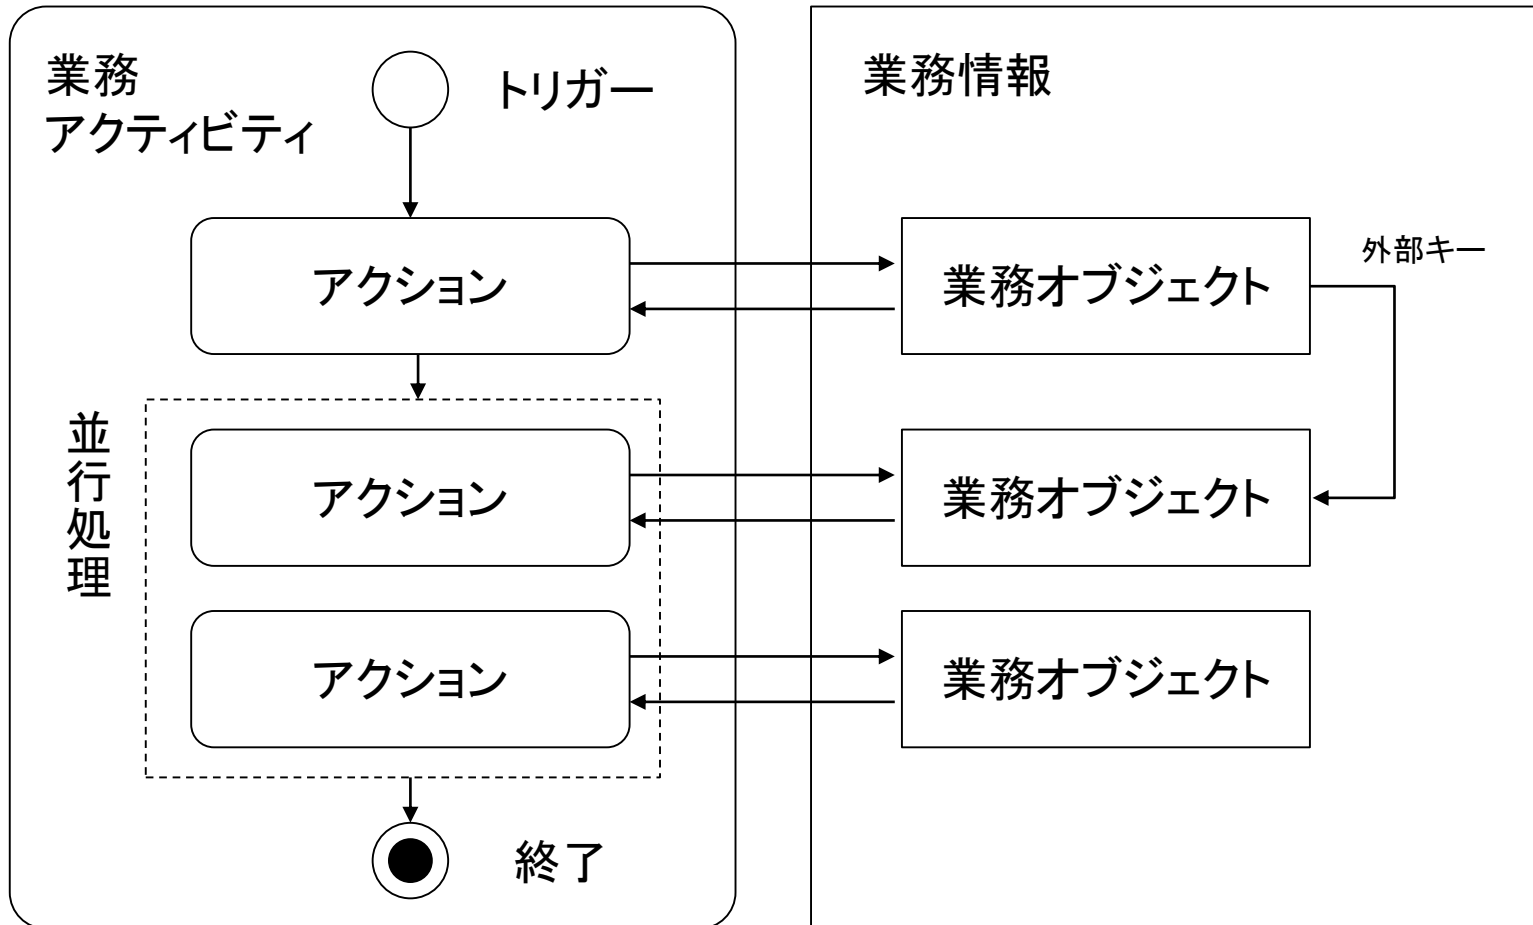 業務
アクティビティ
トリガー
業務情報
アクション
業務オブジェクト
外部キー
並行処理
アクション
業務オブジェクト
アクション
業務オブジェクト
終了